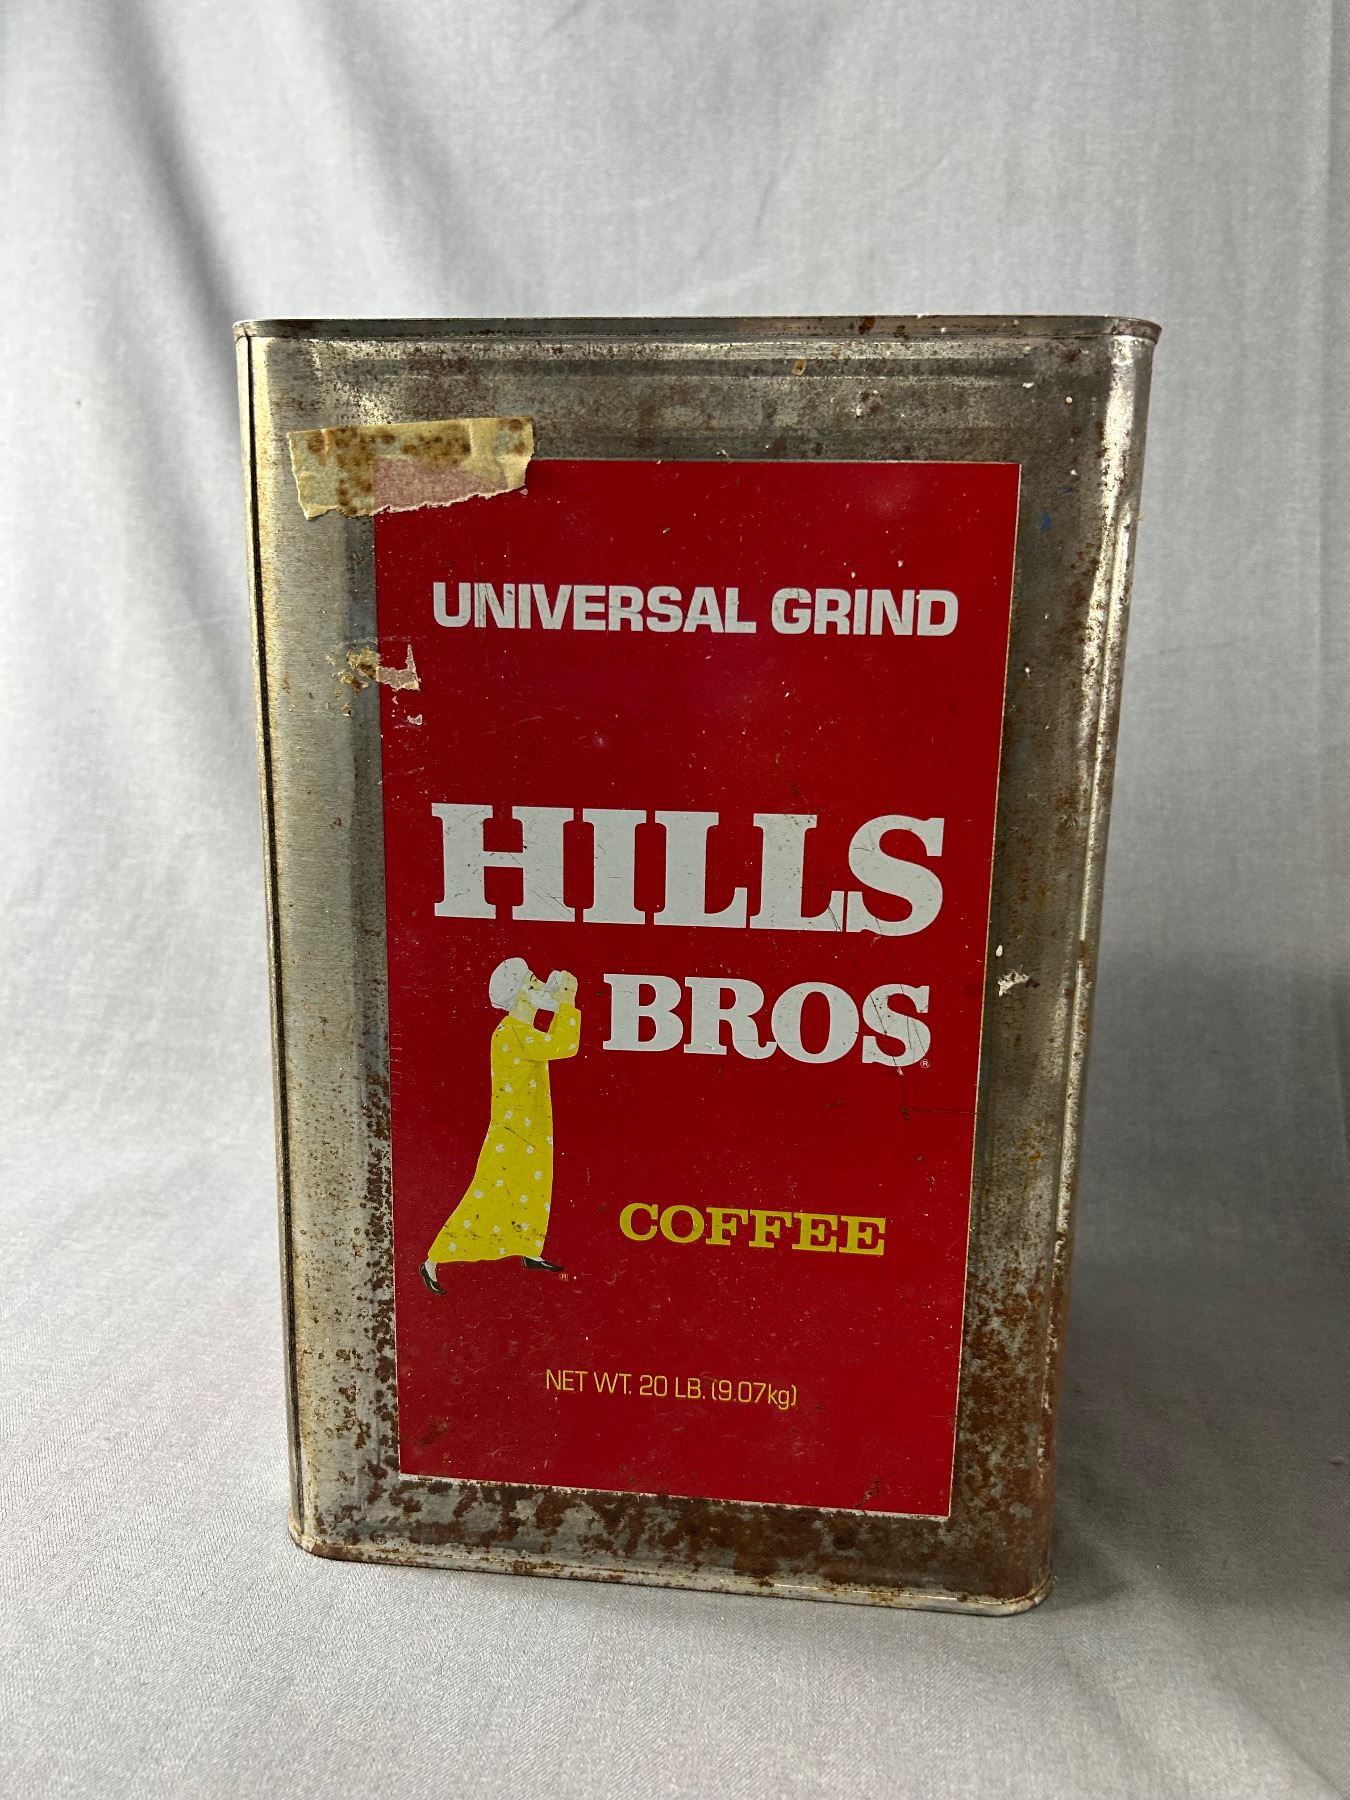 UNIVERSAL GRIND
HILLS
BROS®
COFFEE
®
NET WT. 20 LB. (9.07kg)